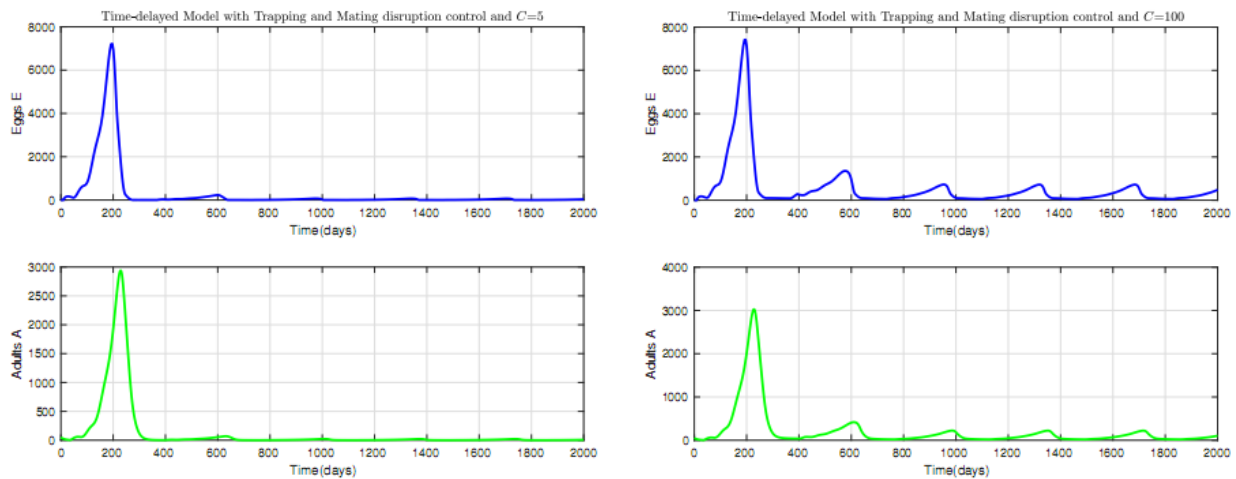 Time-delayed Model with Trapping and Mating disruption control and C=5
8000
6000
4000
2000
0
Eggs E
0 200 400 600 800 1000 1200 1400 1600 1800 2000
Time(days)
3000
2500
2000
1500
1000
500
0
Adults A
0 200 400 600 800 1000 1200 1400 1600 1800 2000
Time(days)
Time-delayed Model with Trapping and Mating disruption control and C=100
8000
6000
4000
2000
0
Eggs E
0 200 400 600 800 1000 1200 1400 1600 1800 2000
Time(days)
4000
3000
2000
1000
0
Adults A
0 200 400 600 800 1000 1200 1400 1600 1800 2000
Time(days)